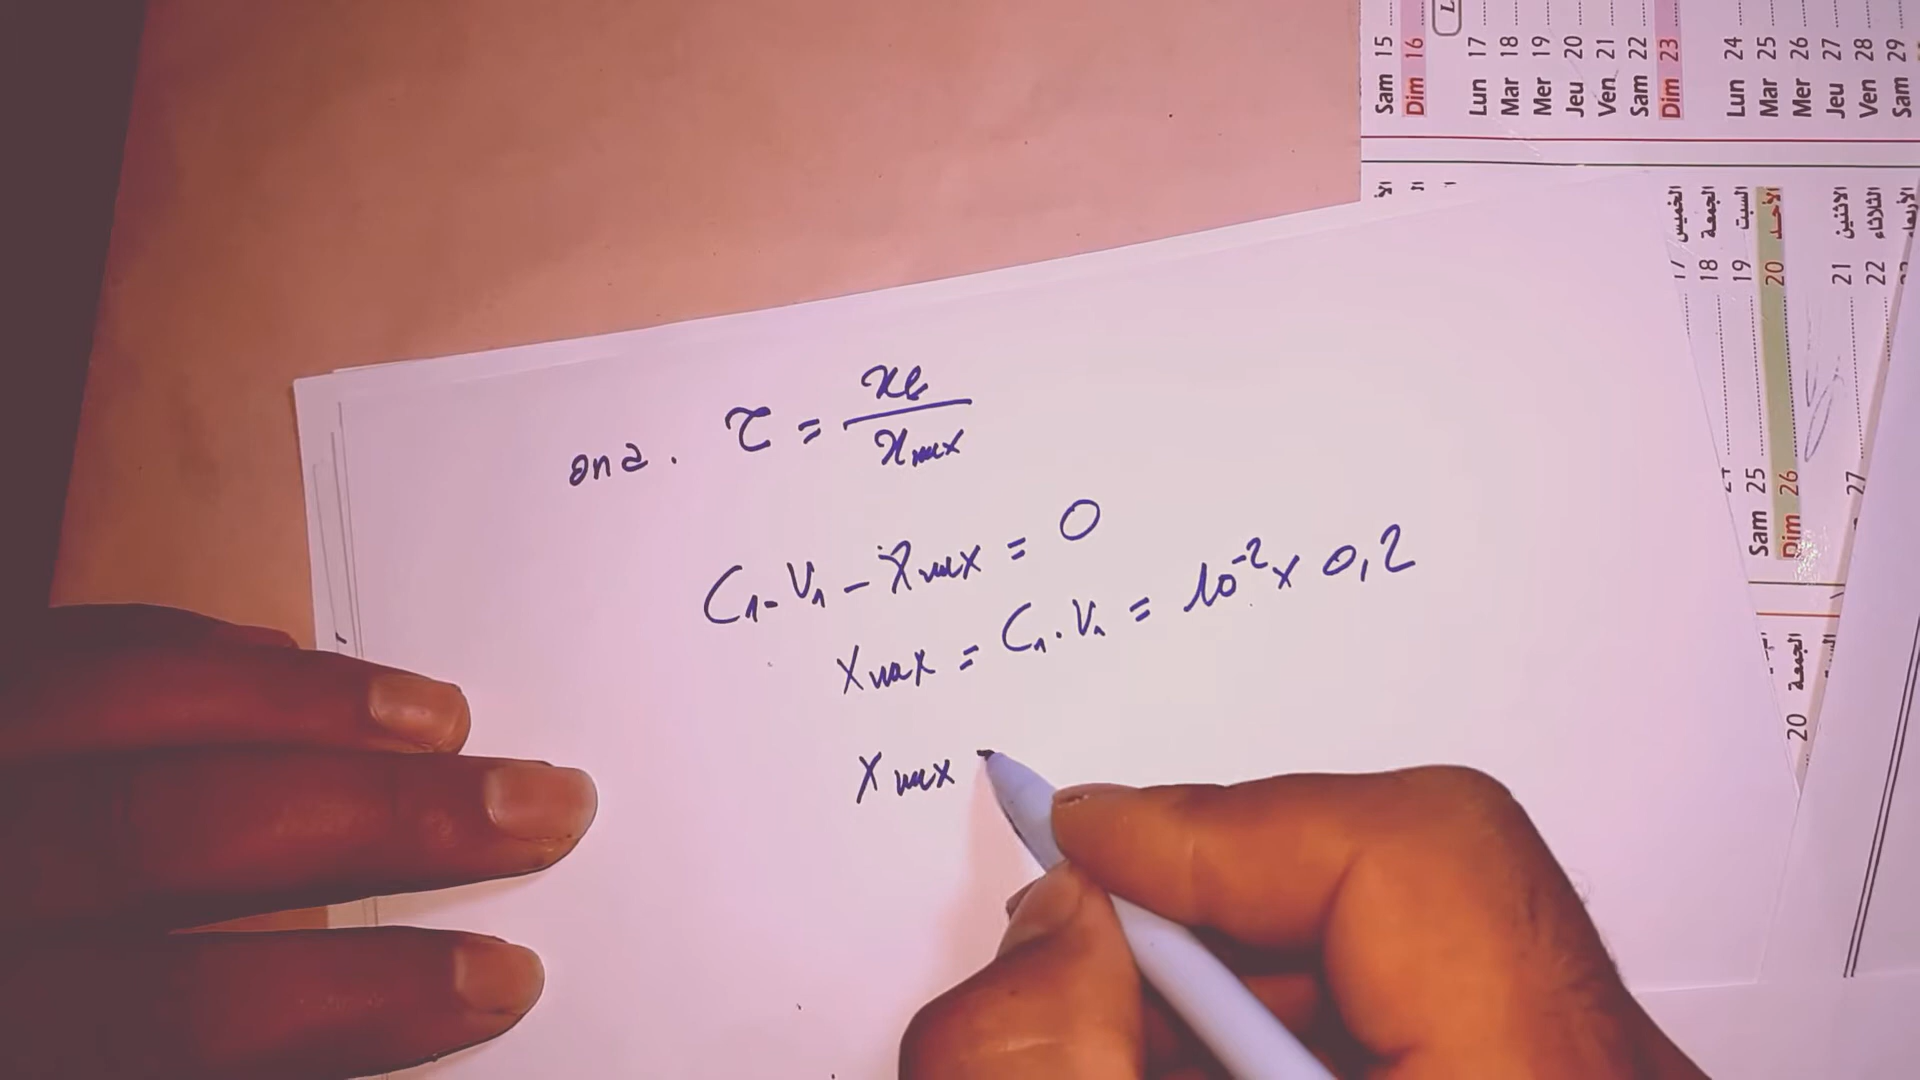 on a . τ = xf / xmax
C1 . V1 - Xmax = 0
Xmax = C1 . V1 = 10^-2 x 0,2
Xmax
Sam 15
Dim 16
Lun 17
Mar 18
Mer 19
Jeu 20
Ven 21
Sam 22
Dim 23
Lun 24
Mar 25
Mer 26
Jeu 27
Ven 28
Sam 29
17 الخميس
18 الجمعة
19 السبت
20 الأحد
21 الاثنين
22 الثلاثاء
الأربعاء
Sam 25
Dim 26
27
20 الجمعة